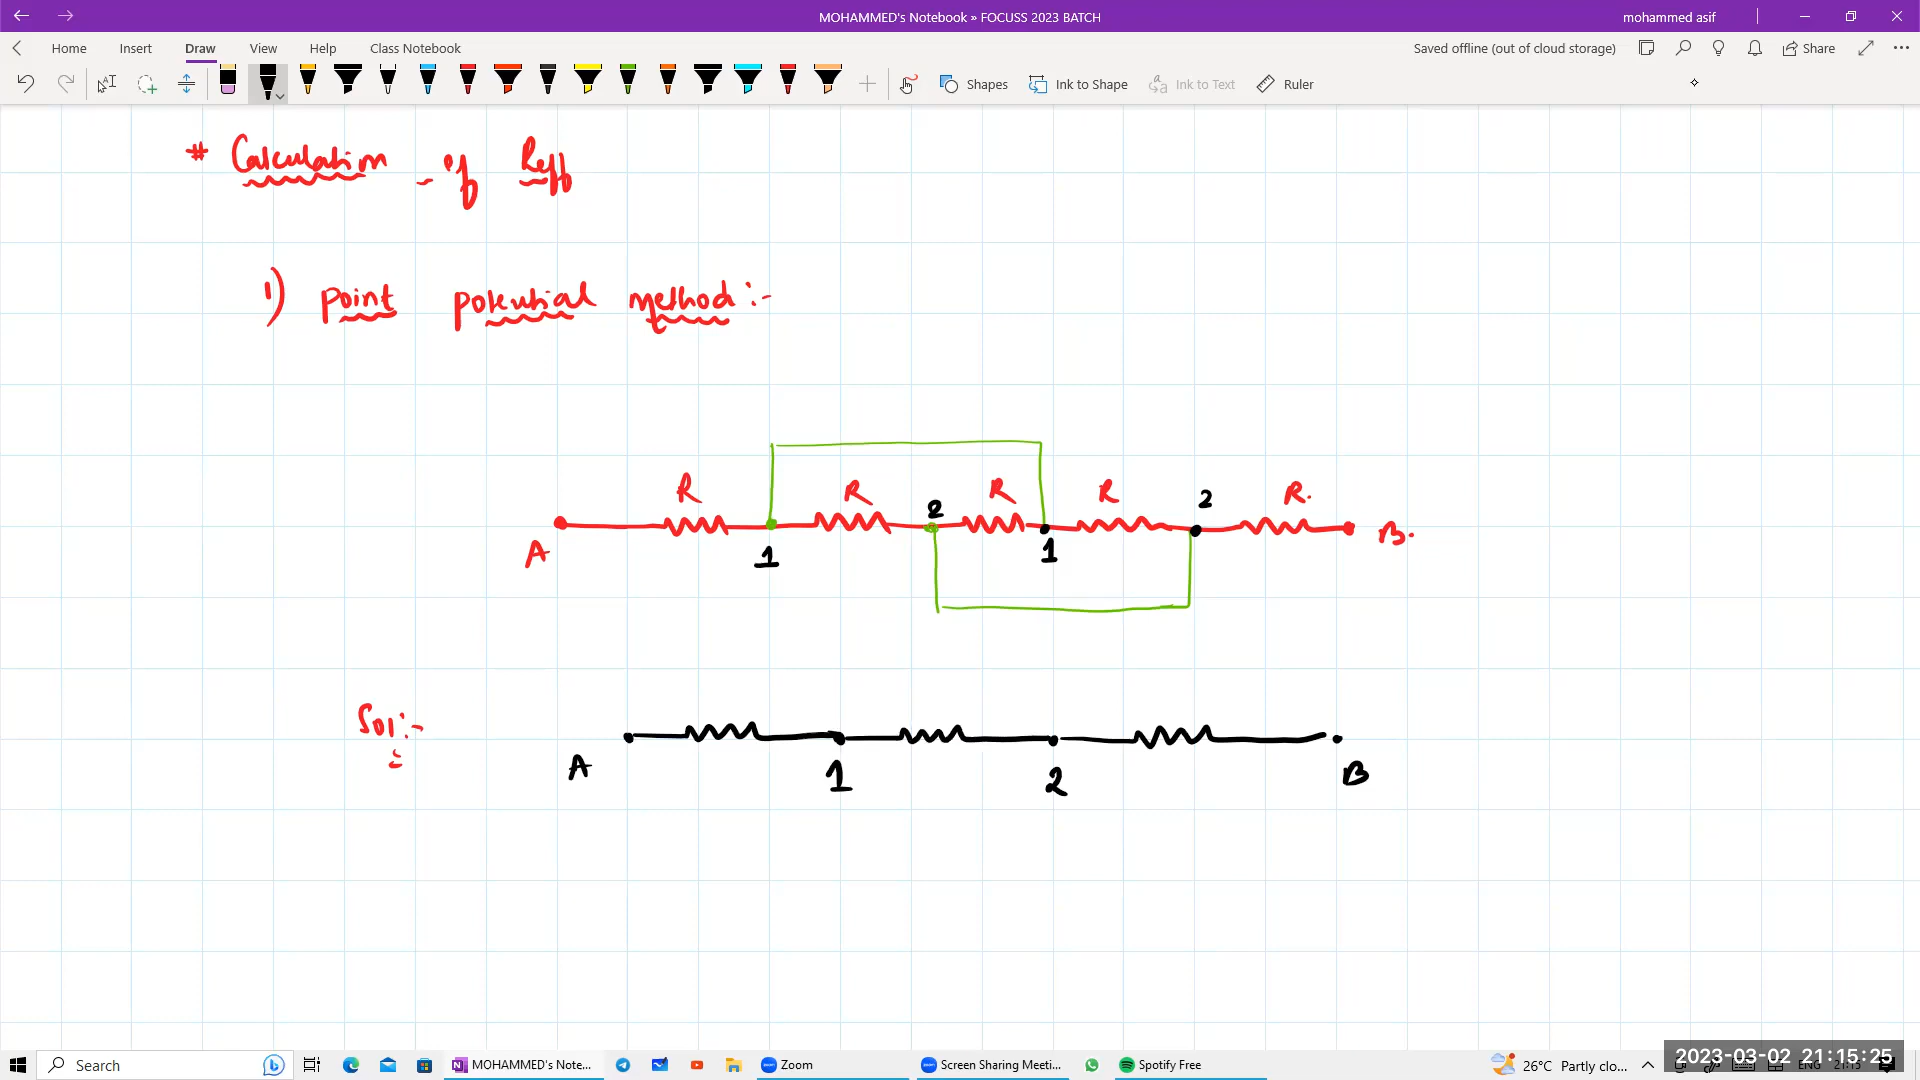 MOHAMMED's Notebook » FOCUSS 2023 BATCH
mohammed asif
Home Insert Draw View Help Class Notebook
Saved offline (out of cloud storage)
Share
Shapes Ink to Shape Ink to Text Ruler
* Calculation of Reff
1) Point potential method :-
R R R R R.
2 2
A 1 1 B.
Sol :-
A 1 2 B
Search
MOHAMMED's Note...
Zoom
Screen Sharing Meeti...
Spotify Free
26°C Partly clo...
2023-03-02 21:15:25